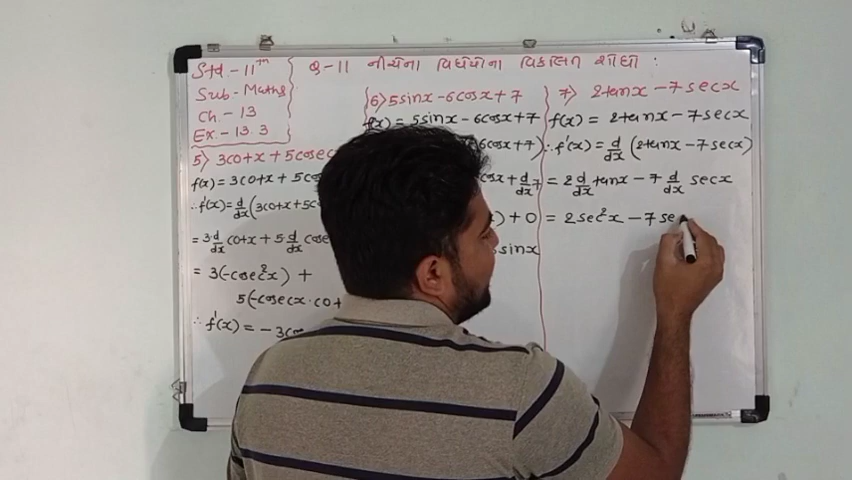 Std.-11th
Sub-Maths
Ch.-13
Ex.-13.3
Q-11 નીચેના વિધેયોના વિકલિત શોધો :
5) 3cotx + 5cosec
f(x) = 3cotx + 5cos
∴ f'(x) = d/dx (3cotx + 5c
= 3 d/dx cotx + 5 d/dx cose
= 3(-cosec²x) +
5(-cosecx·cot
∴ f'(x) = -3co
6) 5sinx - 6cosx + 7
f(x) = 5sinx - 6cosx + 7
6cosx + 7)
cosx + d/dx 7
) + 0
sinx
7) 2tanx - 7secx
f(x) = 2tanx - 7secx
∴ f'(x) = d/dx (2tanx - 7secx)
= 2 d/dx tanx - 7 d/dx secx
= 2sec²x - 7se